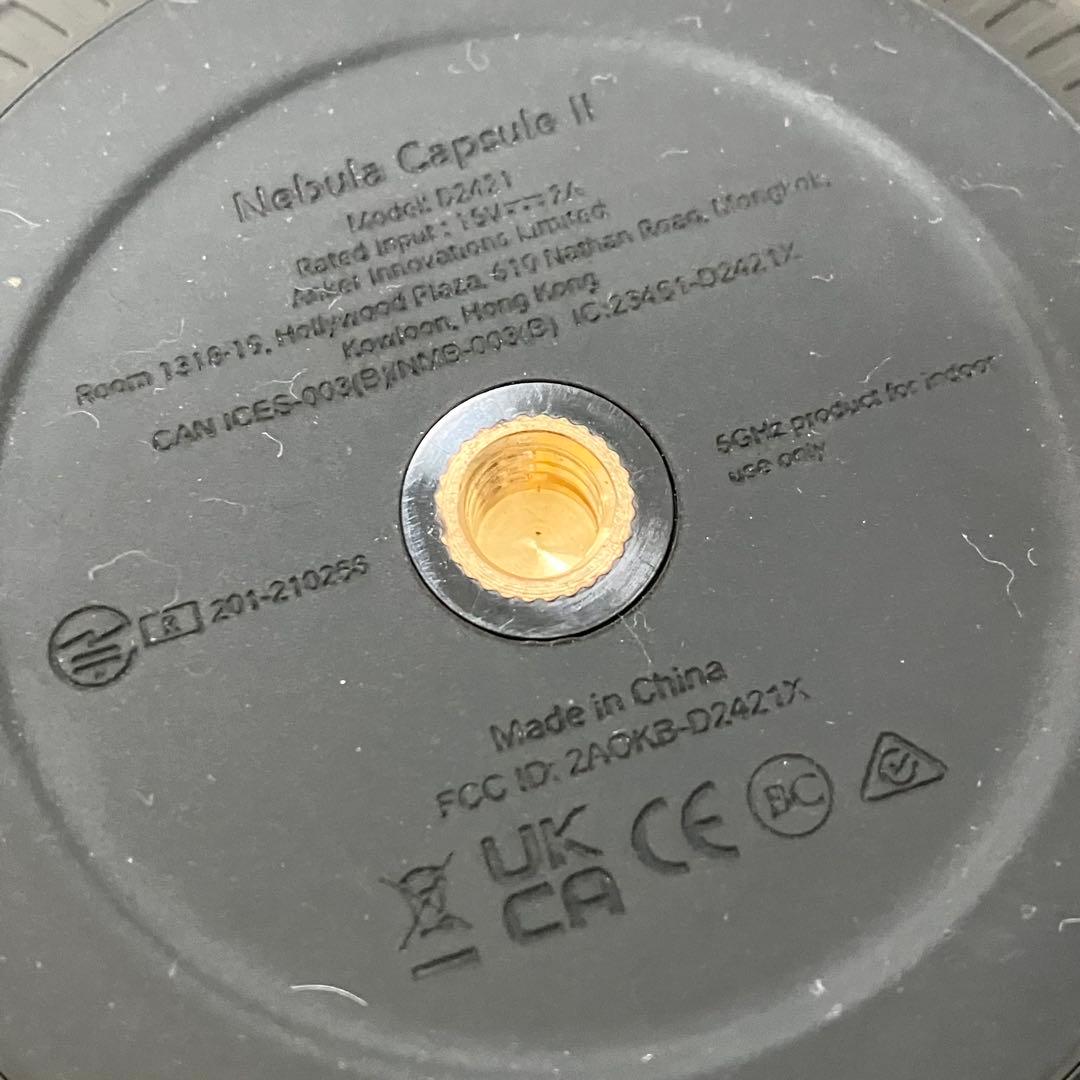 Nebula Capsule II
Model: D2421
Rated Input: 15V⎓2A
Anker Innovations Limited
Room 1318-19, Hollywood Plaza, 610 Nathan Road, Mongkok,
Kowloon, Hong Kong
CAN ICES-003(B)/NMB-003(B) IC:23451-D2421X
5GHz product for indoor
use only
R 201-210256
Made in China
FCC ID: 2AOKB-D2421X
UK
CA CE BC